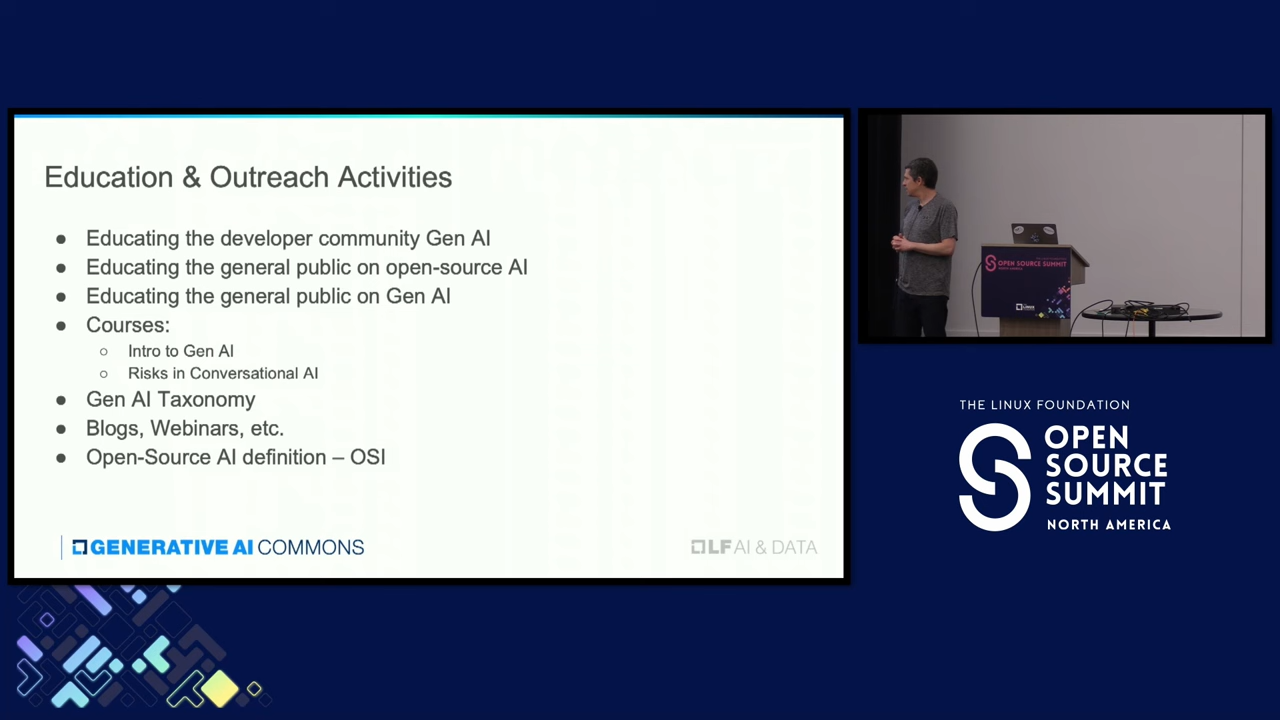 Education & Outreach Activities
● Educating the developer community Gen AI
● Educating the general public on open-source AI
● Educating the general public on Gen AI
● Courses:
○ Intro to Gen AI
○ Risks in Conversational AI
● Gen AI Taxonomy
● Blogs, Webinars, etc.
● Open-Source AI definition – OSI
GENERATIVE AI COMMONS
LF AI & DATA
OPEN SOURCE SUMMIT
THE LINUX FOUNDATION
OPEN
SOURCE
SUMMIT
NORTH AMERICA